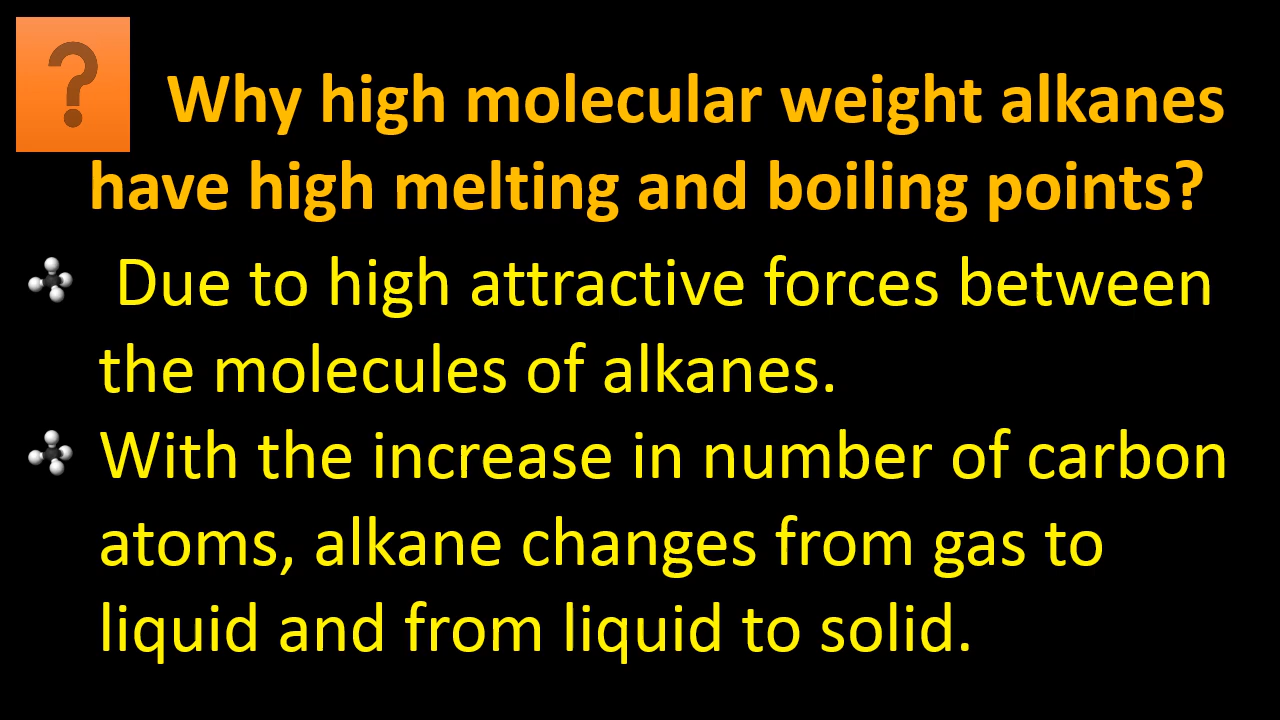 ?
Why high molecular weight alkanes
have high melting and boiling points?
Due to high attractive forces between
the molecules of alkanes.
With the increase in number of carbon
atoms, alkane changes from gas to
liquid and from liquid to solid.